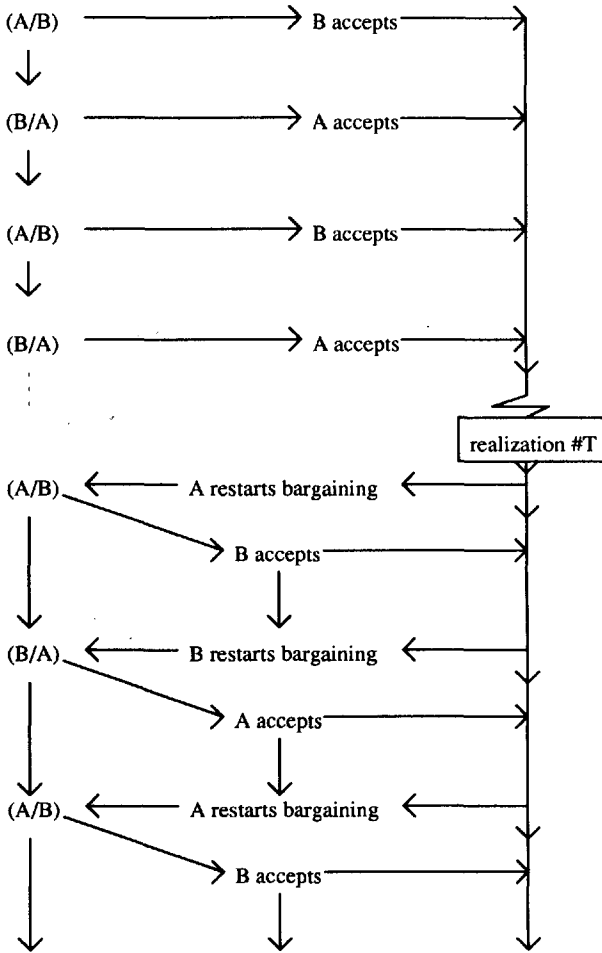 (A/B) B accepts
(B/A) A accepts
(A/B) B accepts
(B/A) A accepts
realization #T
(A/B) A restarts bargaining
B accepts
(B/A) B restarts bargaining
A accepts
(A/B) A restarts bargaining
B accepts